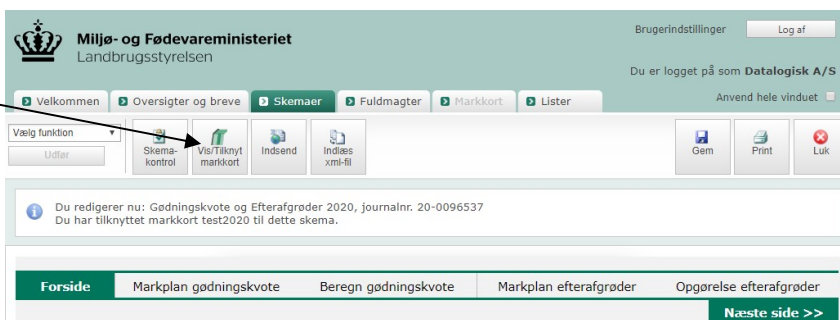 Miljø- og Fødevareministeriet
Landbrugsstyrelsen
Brugerindstillinger
Log af
Du er logget på som Datalogisk A/S
Velkommen
Oversigter og breve
Skemaer
Fuldmagter
Markkort
Lister
Anvend hele vinduet
Vælg funktion
Udfør
Skema-
kontrol
Vis/Tilknyt
markkort
Indsend
Indlæs
xml-fil
Gem
Print
Luk
Du redigerer nu: Gødningskvote og Efterafgrøder 2020, journalnr. 20-0096537
Du har tilknyttet markkort test2020 til dette skema.
Forside
Markplan gødningskvote
Beregn gødningskvote
Markplan efterafgrøder
Opgørelse efterafgrøder
Næste side >>